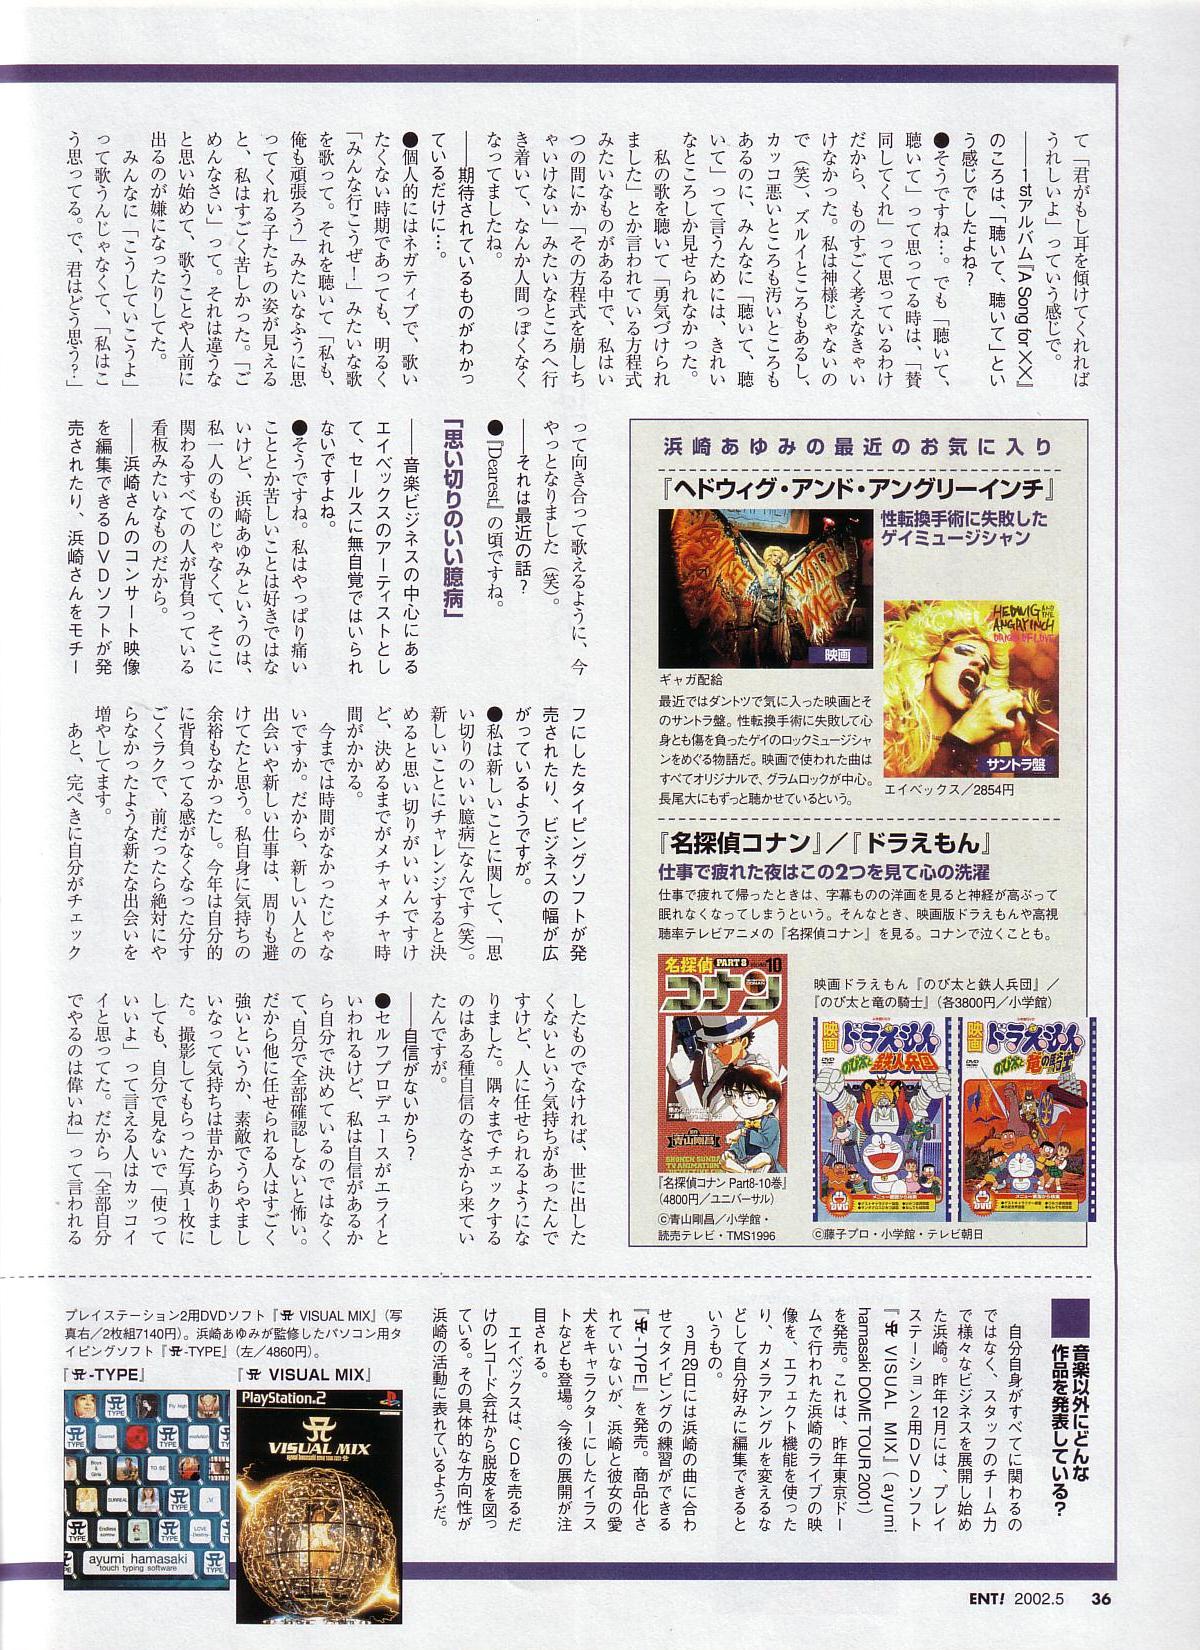 て「君がもし耳を傾けてくれれば
うれしいよ」っていう感じで。
――1stアルバム『A Song for ××』
のころは、「聴いて、聴いて」とい
う感じでしたよね?
●そうですね…。でも「聴いて、
聴いて」って思ってる時は、「賛
同してくれ」って思っているわけ
だから、ものすごく考えなきゃい
けなかった。私は神様じゃないの
で(笑)、ズルイところもあるし、
カッコ悪いところも汚いところも
あるのに、みんなに「聴いて、聴
いて」って言うためには、きれい
なところしか見せられなかった。
私の歌を聴いて「勇気づけられ
ました」とか言われている方程式
みたいなものがある中で、私はい
つの間にか「その方程式を崩しち
ゃいけない」みたいなところへ行
き着いて、なんか人間っぽくなく
なってましたね。
――期待されているものがわかっ
ているだけに…。
●個人的にはネガティブで、歌い
たくない時期であっても、明るく
「みんな行こうぜ!」みたいな歌
を歌って。それを聴いて「私も、
俺も頑張ろう」みたいなふうに思
ってくれる子たちの姿が見える
と、私はすごく苦しかった。「ご
めんなさい」って。それは違うな
と思い始めて、歌うことや人前に
出るのが嫌になったりしてた。
みんなに「こうしていこうよ」
って歌うんじゃなくて、「私はこ
う思ってる。で、君はどう思う?」
って向き合って歌えるように、今
やっとなりました(笑)。
――それは最近の話?
●『Dearest』の頃ですね。
「思い切りのいい臆病」
――音楽ビジネスの中心にある
エイベックスのアーティストとし
て、セールスに無自覚ではいられ
ないですよね。
●そうですね。私はやっぱり痛い
こととか苦しいことは好きではな
いけど、浜崎あゆみというのは、
私一人のものじゃなくて、そこに
関わるすべての人が背負っている
看板みたいなものだから。
――浜崎さんのコンサート映像
を編集できるDVDソフトが発
売されたり、浜崎さんをモチー
フにしたタイピングソフトが発
売されたり、ビジネスの幅が広
がっているようですが。
●私は新しいことに関して、「思
い切りのいい臆病」なんです(笑)。
新しいことにチャレンジすると決
めると思い切りがいいんですけ
ど、決めるまでがメチャメチャ時
間がかかる。
今までは時間がなかったじゃな
いですか。だから、新しい人との
出会いや新しい仕事は、周りも避
けてたと思う。私自身に気持ちの
余裕もなかったし。今年は自分的
に背負ってる感がなくなった分す
ごくラクで、前だったら絶対にや
らなかったような新たな出会いを
増やしてます。
あと、完ぺきに自分がチェック
したものでなければ、世に出した
くないという気持ちがあったんで
すけど、人に任せられるようにな
りました。隅々までチェックする
のはある種自信のなさから来てい
たんですが。
――自信がないから?
●セルフプロデュースがエライと
いわれるけど、私は自信があるか
ら自分で決めているのではなく
て、自分で全部確認しないと怖い。
だから他に任せられる人はすごく
強いというか、素敵でうらやまし
いなって気持ちは昔からありまし
た。撮影してもらった写真1枚に
しても、自分で見ないで「使って
いいよ」って言える人はカッコイ
イと思ってた。だから「全部自分
でやるのは偉いね」って言われる
浜崎あゆみの最近のお気に入り
『ヘドウィグ・アンド・アングリーインチ』
性転換手術に失敗した
ゲイミュージシャン
映画
HEDWIG AND THE
ANGRY INCH
ORIGIN OF LOVE
サントラ盤
ギャガ配給
エイベックス/2854円
最近ではダントツで気に入った映画とそ
のサントラ盤。性転換手術に失敗して心
身とも傷を負ったゲイのロックミュージシャ
ンをめぐる物語だ。映画で使われた曲は
すべてオリジナルで、グラムロックが中心。
長尾大にもずっと聴かせているという。
『名探偵コナン』/『ドラえもん』
仕事で疲れた夜はこの2つを見て心の洗濯
仕事で疲れて帰ったときは、字幕ものの洋画を見ると神経が高ぶって
眠れなくなってしまうという。そんなとき、映画版ドラえもんや高視
聴率テレビアニメの『名探偵コナン』を見る。コナンで泣くことも。
名探偵 PART8 10
コナン
青山剛昌
SHONEN SUNDAY
TV ANIMATION
映画ドラえもん『のび太と鉄人兵団』/
『のび太と竜の騎士』(各3800円/小学館)
映画
ドラえもん
のび太と鉄人兵団
DVD
映画
ドラえもん
のび太と竜の騎士
DVD
『名探偵コナン Part8-10巻』
(4800円/ユニバーサル)
©青山剛昌/小学館・
読売テレビ・TMS1996
©藤子プロ・小学館・テレビ朝日
音楽以外にどんな
作品を発表している?
自分自身がすべてに関わるの
ではなく、スタッフのチーム力
で様々なビジネスを展開し始め
た浜崎。昨年12月には、プレイ
ステーション2用DVDソフト
『A VISUAL MIX』(ayumi
hamasaki DOME TOUR 2001)
を発売。これは、昨年東京ドー
ムで行われた浜崎のライブの映
像を、エフェクト機能を使った
り、カメラアングルを変えるな
どして自分好みに編集できると
いうもの。
3月29日には浜崎の曲に合わ
せてタイピングの練習ができる
『A-TYPE』を発売。商品化さ
れていないが、浜崎と彼女の愛
犬をキャラクターにしたイラス
トなども登場。今後の展開が注
目される。
エイベックスは、CDを売るだ
けのレコード会社から脱皮を図っ
ている。その具体的な方向性が
浜崎の活動に表れているようだ。
プレイステーション2用DVDソフト『A VISUAL MIX』(写
真右/2枚組7140円)。浜崎あゆみが監修したパソコン用タ
イピングソフト『A-TYPE』(左/4860円)。
『A-TYPE』
『A VISUAL MIX』
PlayStation.2
VISUAL MIX
ayumi hamasaki DOME TOUR 2001
A TYPE
Fly high
Boys & Girls
TO BE
SURREAL
M
Endless sorrow
LOVE -Destiny-
ayumi hamasaki
touch typing software
ENT! 2002.5 36